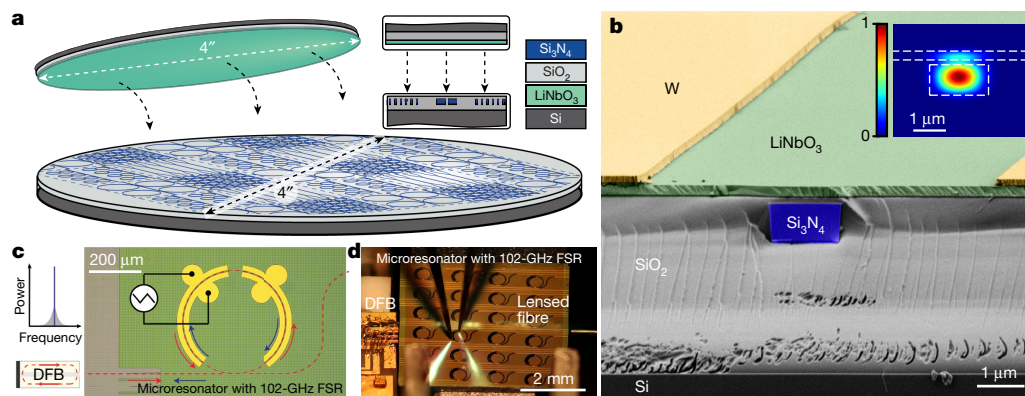 a
4″
4″
Si₃N₄
SiO₂
LiNbO₃
Si
b
W
LiNbO₃
Si₃N₄
SiO₂
Si
1 μm
1
0
1 μm
c
Power
Frequency
DFB
200 μm
Microresonator with 102-GHz FSR
d
Microresonator with 102-GHz FSR
DFB
Lensed
fibre
2 mm